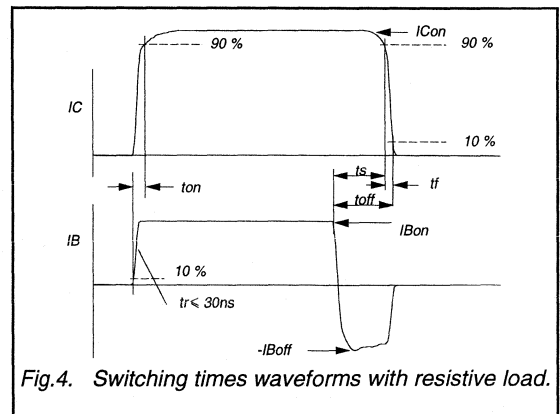 ICon
90 %
90 %
IC
10 %
ts
ton
tf
toff
IBon
IB
10 %
tr⩽ 30ns
-IBoff
Fig.4. Switching times waveforms with resistive load.